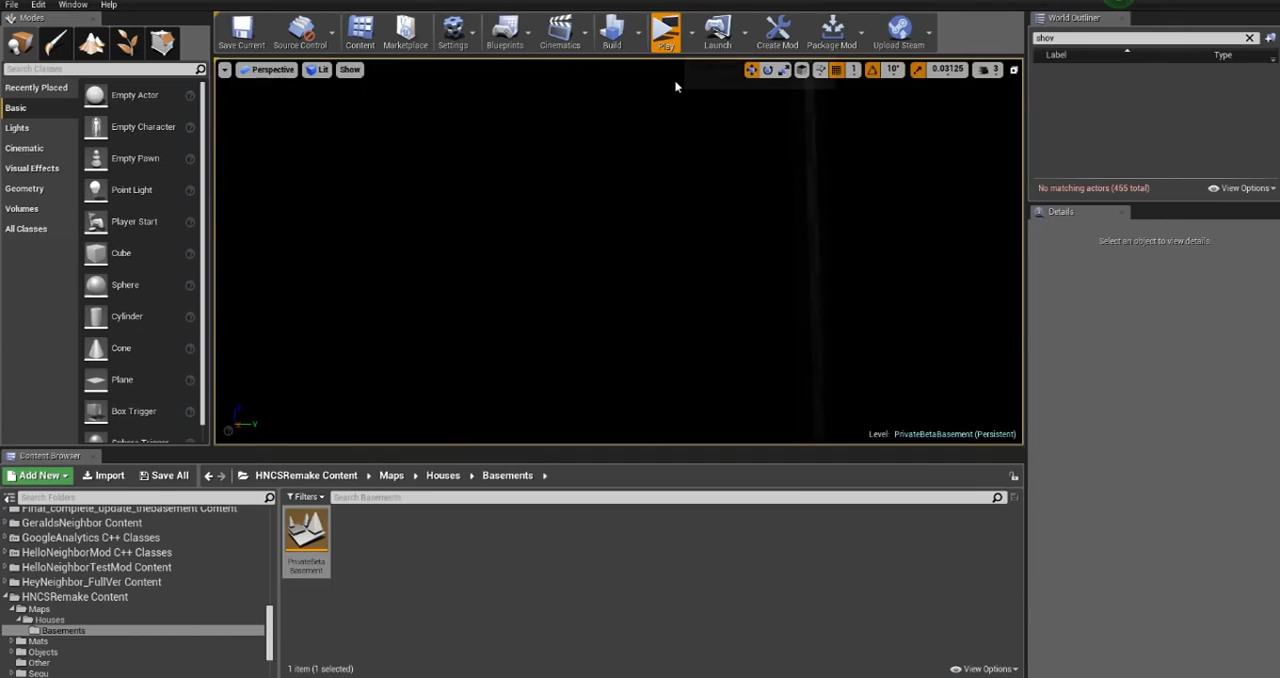 File Edit Window Help
Modes
World Outliner
Save Current
Source Control
Content
Marketplace
Settings
Blueprints
Cinematics
Build
Play
Launch
Create Mod
Package Mod
Upload Steam
shov
Label
Type
Search Classes
Perspective
Lit
Show
1
10°
0.03125
3
Recently Placed
Basic
Lights
Cinematic
Visual Effects
Geometry
Volumes
All Classes
Empty Actor
Empty Character
Empty Pawn
Point Light
Player Start
Cube
Sphere
Cylinder
Cone
Plane
Box Trigger
Sphere Trigger
No matching actors (455 total)
View Options
Details
Select an object to view details.
Y
Level: PrivateBetaBasement (Persistent)
Content Browser
Add New
Import
Save All
HNCSRemake Content
Maps
Houses
Basements
Search Folders
Filters
Search Basements
Final_complete_update_thebasement Content
GeraldsNeighbor Content
GoogleAnalytics C++ Classes
HelloNeighborMod C++ Classes
HelloNeighborTestMod Content
HeyNeighbor_FullVer Content
HNCSRemake Content
Maps
Houses
Basements
Mats
Objects
Other
Sequ
PrivateBeta
Basement
1 item (1 selected)
View Options